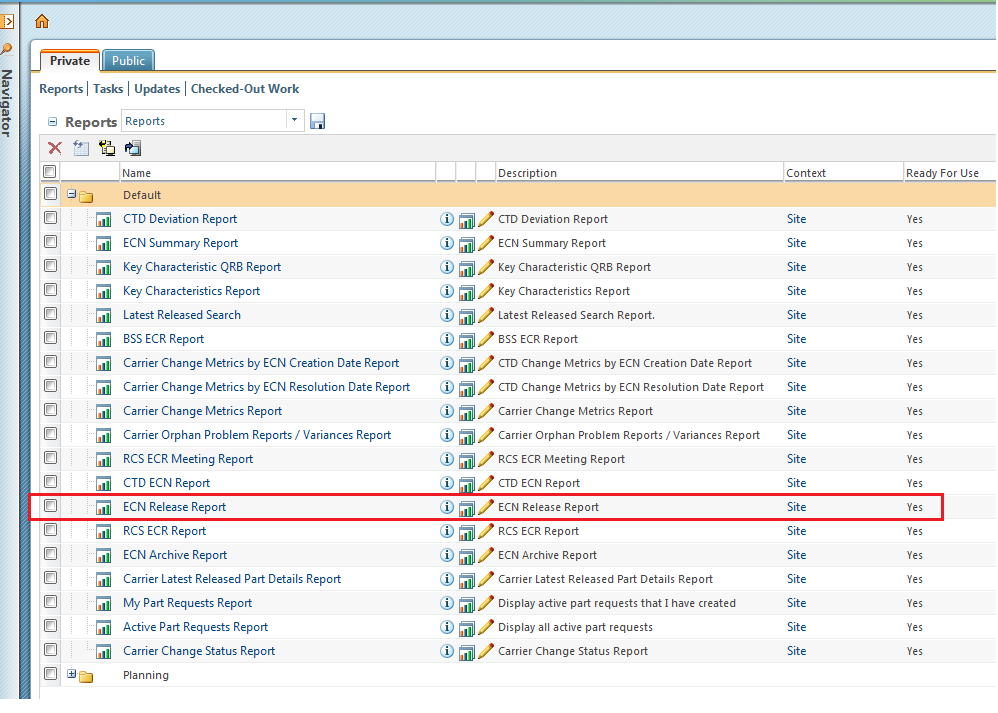 Navigator
Private Public
Reports Tasks Updates Checked-Out Work
Reports Reports
Name Description Context Ready For Use
Default
CTD Deviation Report CTD Deviation Report Site Yes
ECN Summary Report ECN Summary Report Site Yes
Key Characteristic QRB Report Key Characteristic QRB Report Site Yes
Key Characteristics Report Key Characteristics Report Site Yes
Latest Released Search Latest Released Search Report. Site Yes
BSS ECR Report BSS ECR Report Site Yes
Carrier Change Metrics by ECN Creation Date Report CTD Change Metrics by ECN Creation Date Report Site Yes
Carrier Change Metrics by ECN Resolution Date Report CTD Change Metrics by ECN Resolution Date Report Site Yes
Carrier Change Metrics Report Carrier Change Metrics Report Site Yes
Carrier Orphan Problem Reports / Variances Report Carrier Orphan Problem Reports / Variances Report Site Yes
RCS ECR Meeting Report RCS ECR Meeting Report Site Yes
CTD ECN Report CTD ECN Report Site Yes
ECN Release Report ECN Release Report Site Yes
RCS ECR Report RCS ECR Report Site Yes
ECN Archive Report ECN Archive Report Site Yes
Carrier Latest Released Part Details Report Carrier Latest Released Part Details Report Site Yes
My Part Requests Report Display active part requests that I have created Site Yes
Active Part Requests Report Display all active part requests Site Yes
Carrier Change Status Report Carrier Change Status Report Site Yes
Planning